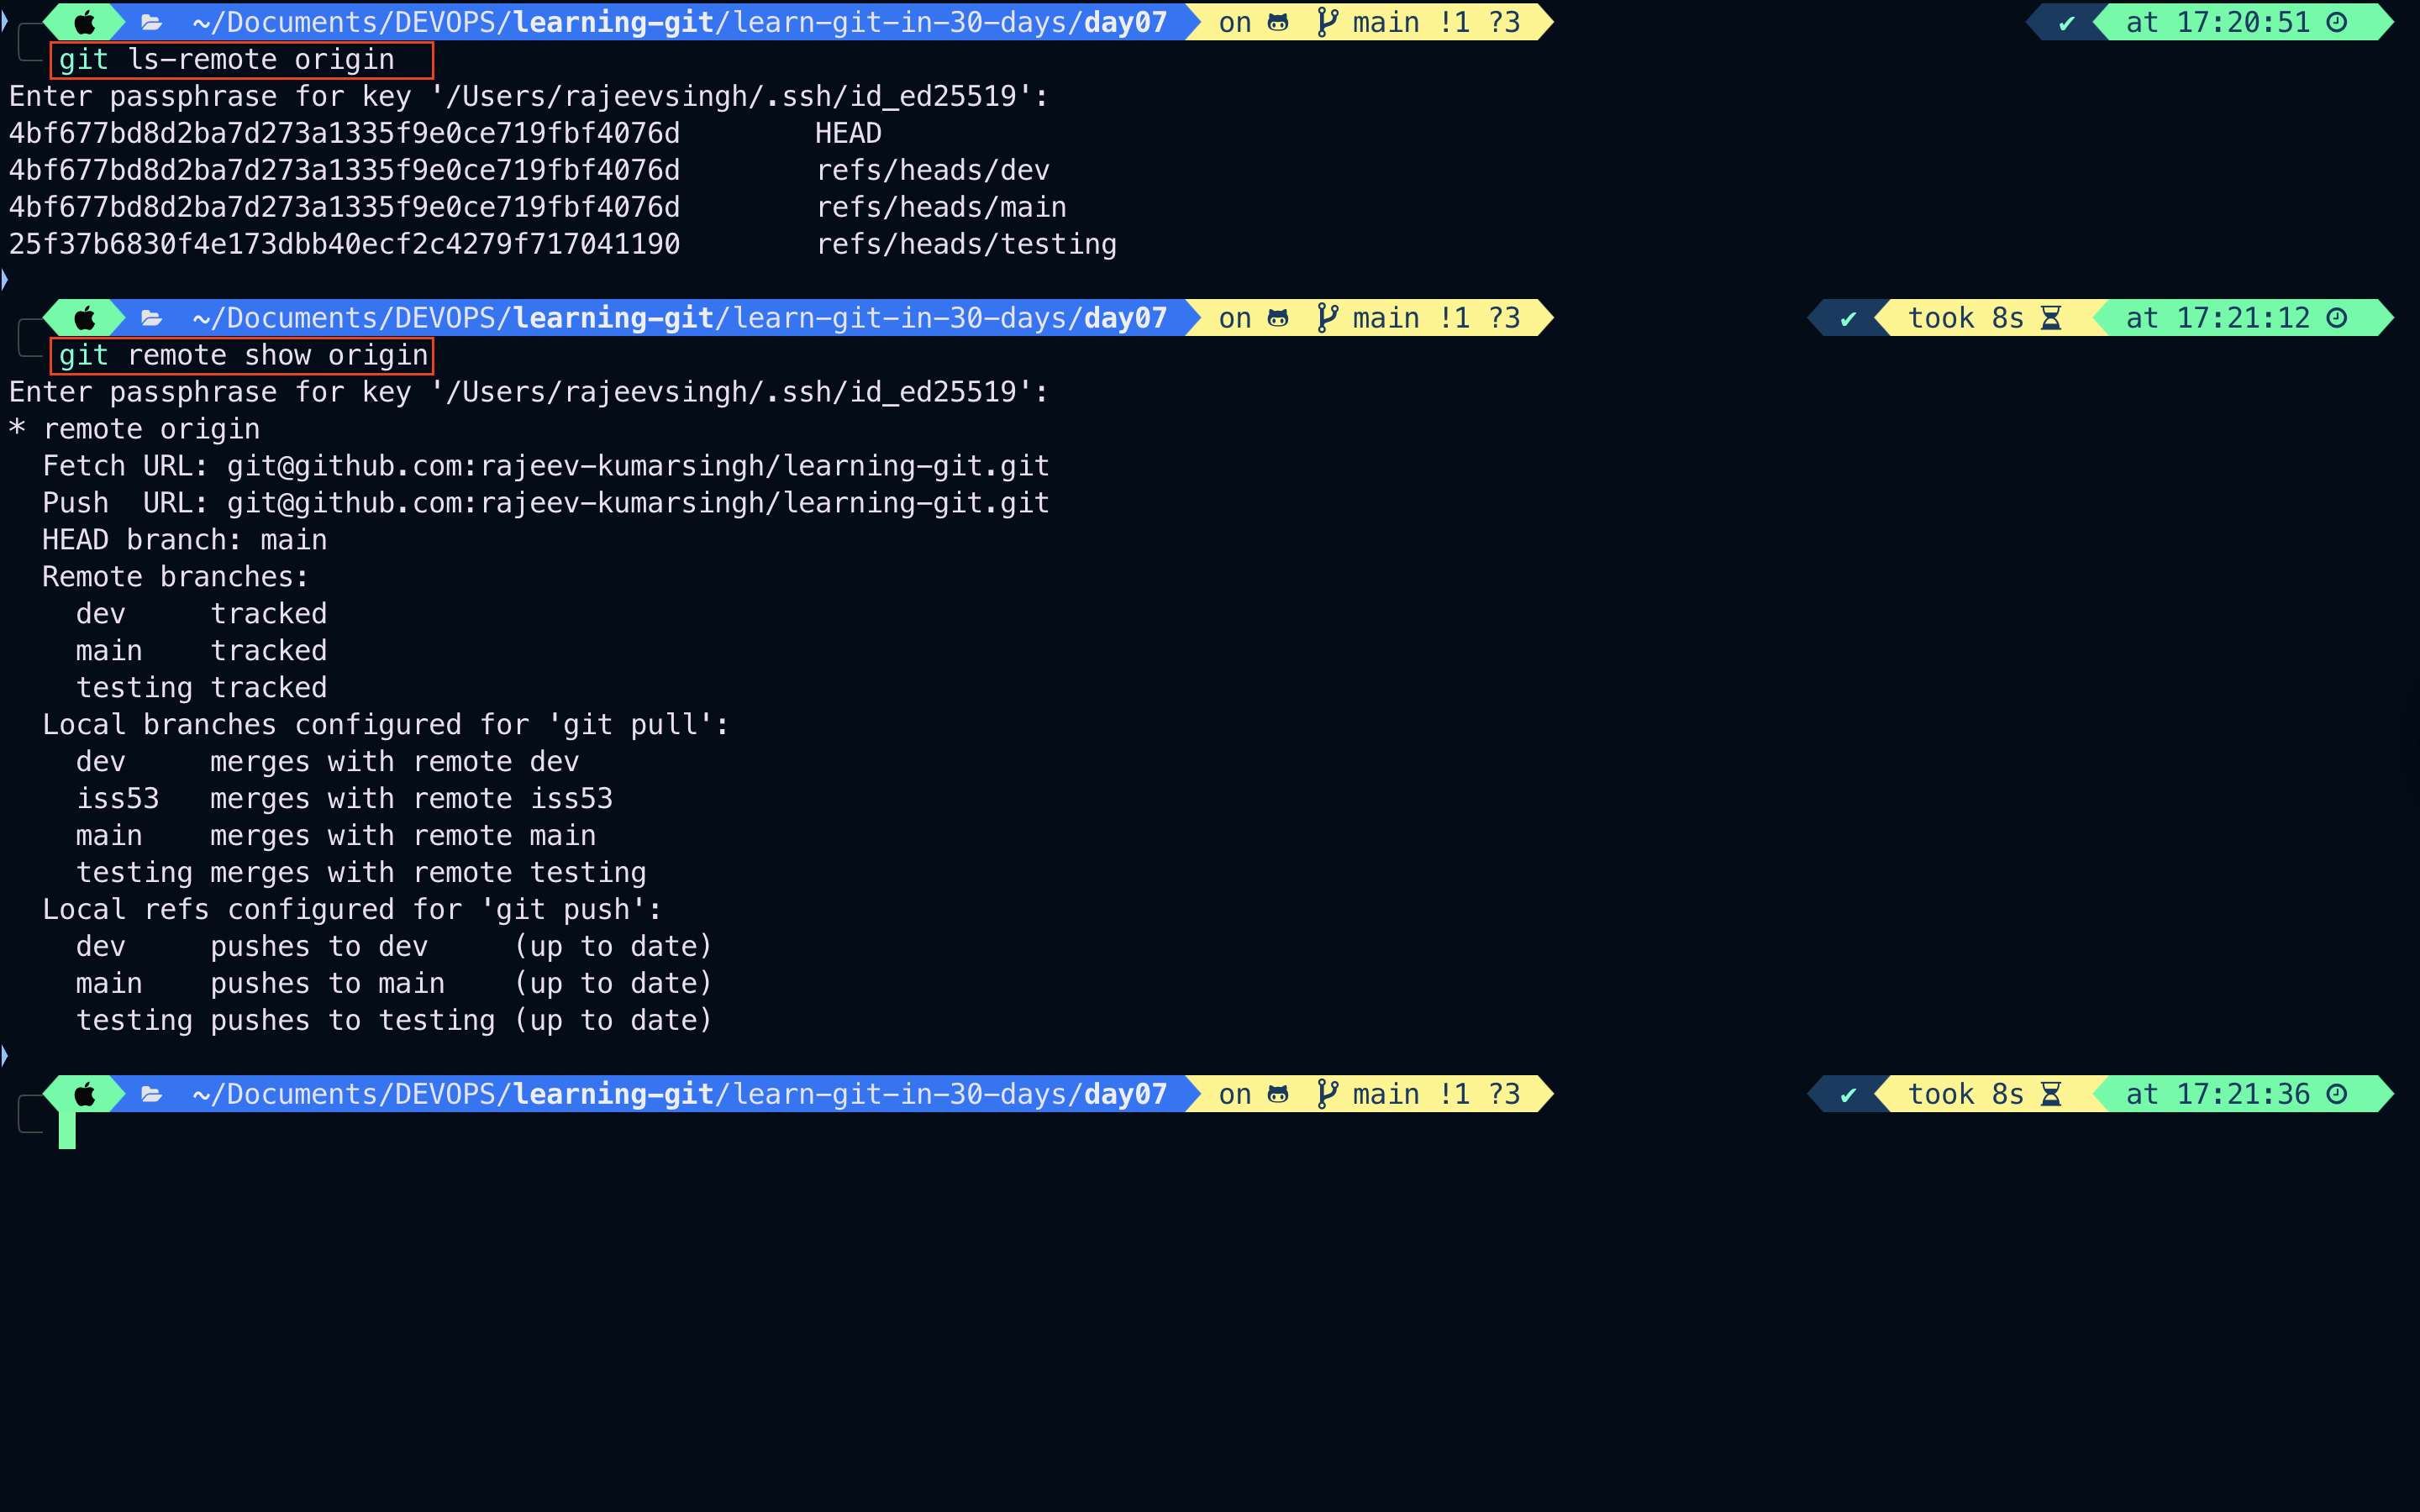 ~/Documents/DEVOPS/learning-git/learn-git-in-30-days/day07 on main !1 ?3 ✔ at 17:20:51
git ls-remote origin
Enter passphrase for key '/Users/rajeevsingh/.ssh/id_ed25519':
4bf677bd8d2ba7d273a1335f9e0ce719fbf4076d HEAD
4bf677bd8d2ba7d273a1335f9e0ce719fbf4076d refs/heads/dev
4bf677bd8d2ba7d273a1335f9e0ce719fbf4076d refs/heads/main
25f37b6830f4e173dbb40ecf2c4279f717041190 refs/heads/testing
~/Documents/DEVOPS/learning-git/learn-git-in-30-days/day07 on main !1 ?3 ✔ took 8s at 17:21:12
git remote show origin
Enter passphrase for key '/Users/rajeevsingh/.ssh/id_ed25519':
* remote origin
  Fetch URL: git@github.com:rajeev-kumarsingh/learning-git.git
  Push  URL: git@github.com:rajeev-kumarsingh/learning-git.git
  HEAD branch: main
  Remote branches:
    dev     tracked
    main    tracked
    testing tracked
  Local branches configured for 'git pull':
    dev     merges with remote dev
    iss53   merges with remote iss53
    main    merges with remote main
    testing merges with remote testing
  Local refs configured for 'git push':
    dev     pushes to dev     (up to date)
    main    pushes to main    (up to date)
    testing pushes to testing (up to date)
~/Documents/DEVOPS/learning-git/learn-git-in-30-days/day07 on main !1 ?3 ✔ took 8s at 17:21:36